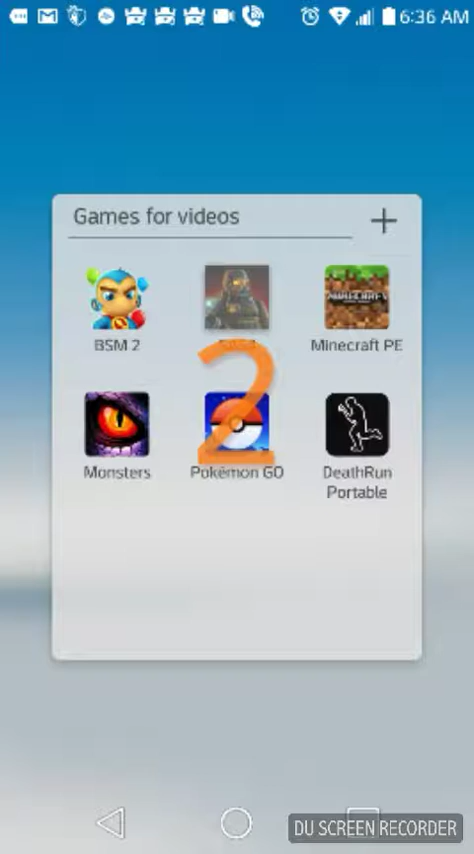 6:36 AM
Games for videos
BSM 2
Minecraft PE
MINECRAFT
2
Monsters
Pokémon GO
DeathRun
Portable
DU SCREEN RECORDER